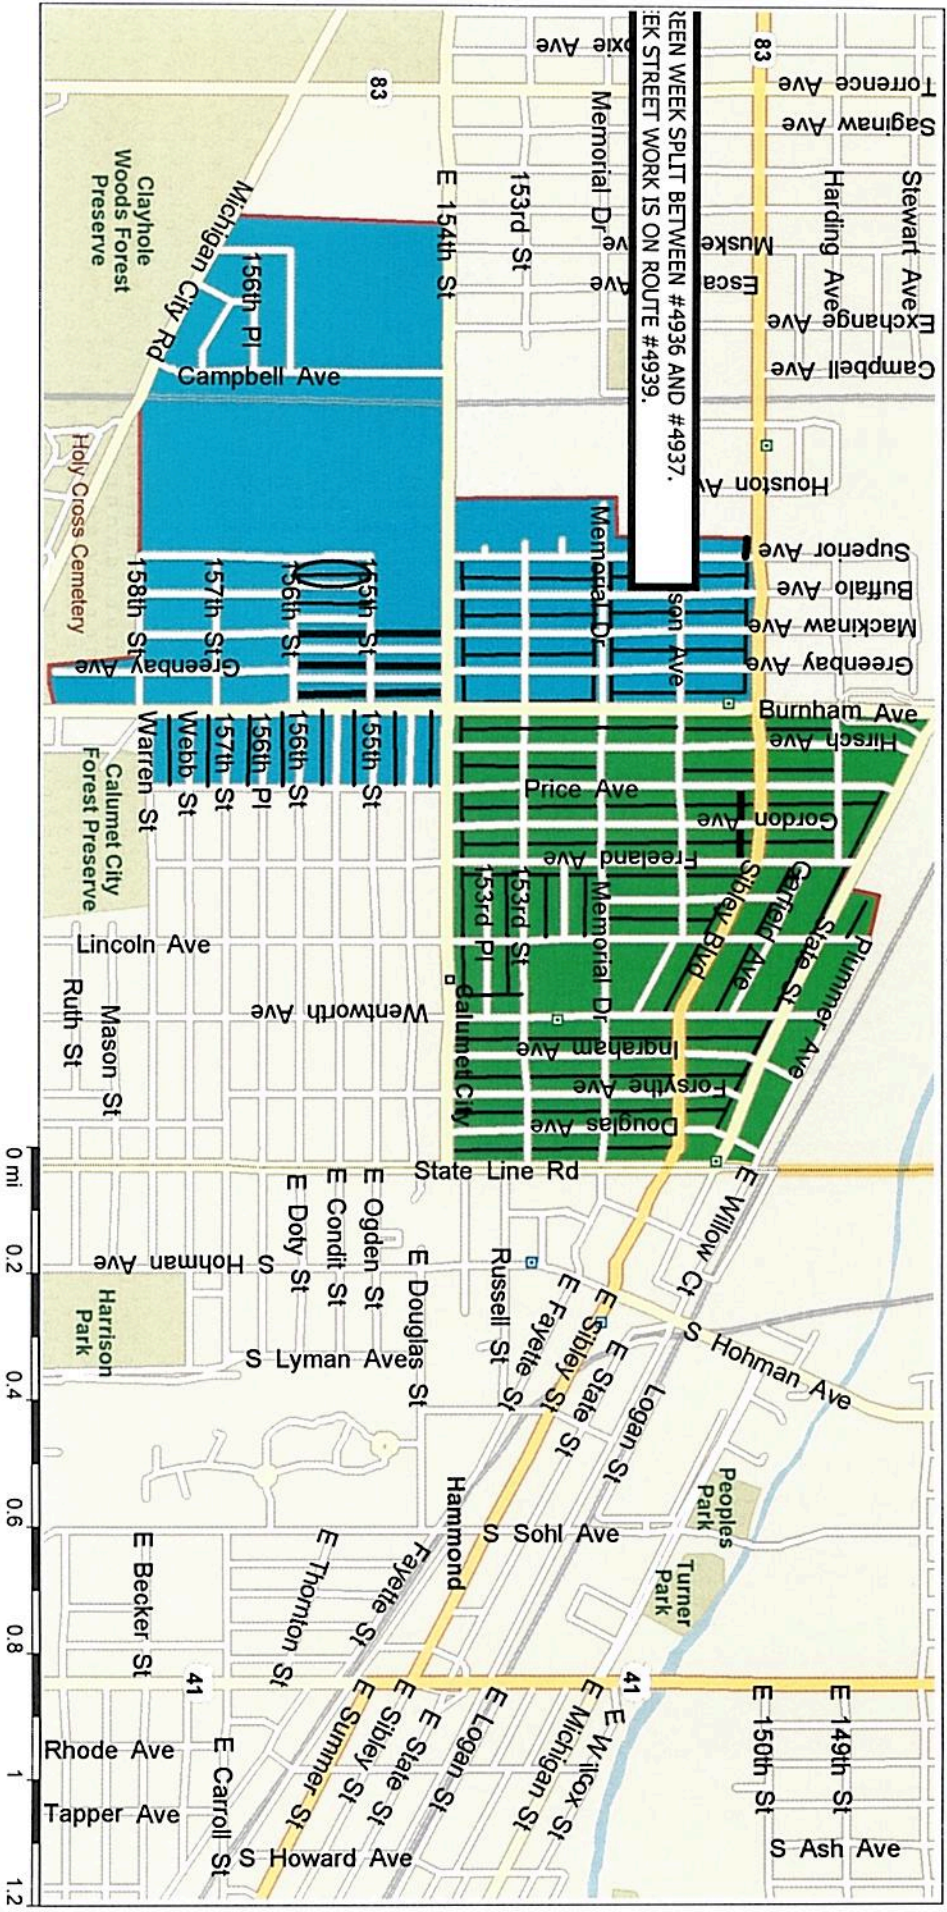 REEN WEEK SPLIT BETWEEN #4936 AND #4937.
EK STREET WORK IS ON ROUTE #4939.
83
Torrence Ave
Saginaw Ave
Stewart Ave
Harding Ave
Muske
ve
Esca
Ave
Exchange Ave
Campbell Ave
oxie Ave
Memorial Dr
153rd St
E 154th St
83
Clayhole
Woods Forest
Preserve
Michigan City Rd
156th Pl
Campbell Ave
Holy Cross Cemetery
Houston Av
Superior Ave
Buffalo Ave
Mackinaw Ave
Greenbay Ave
Burnham Ave
Hirsch Ave
Memorial Dr
son Ave
155th St
156th St
157th St
158th St
Greenbay Ave
155th St
156th St
156th Pl
157th St
Webb St
Warren St
Calumet City
Forest Preserve
Price Ave
Gordon Ave
Freeland Ave
Sibley Blvd
Garfield Ave
State St
Plummer Ave
Memorial Dr
153rd St
153rd Pl
Lincoln Ave
Wentworth Ave
Mason St
Ruth St
Calumet City
Ingraham Ave
Forsythe Ave
Douglas Ave
State Line Rd
E Willow Ct
E Ogden St
E Condit St
E Doty St
S Hohman Ave
Harrison
Park
E Douglas St
Russell St
E Fayette St
E Sibley St
E State St
Logan St
S Hohman Ave
S Lyman Ave
Peoples
Park
Turner
Park
Hammond
S Sohl Ave
Fayette St
E Thornton St
E Becker St
41
41
E 150th St
E 149th St
E Wilcox St
E Michigan St
E Logan St
E State St
E Sibley St
E Summer St
E Carroll St
Rhode Ave
Tapper Ave
S Howard Ave
S Ash Ave
0 mi
0.2
0.4
0.6
0.8
1
1.2